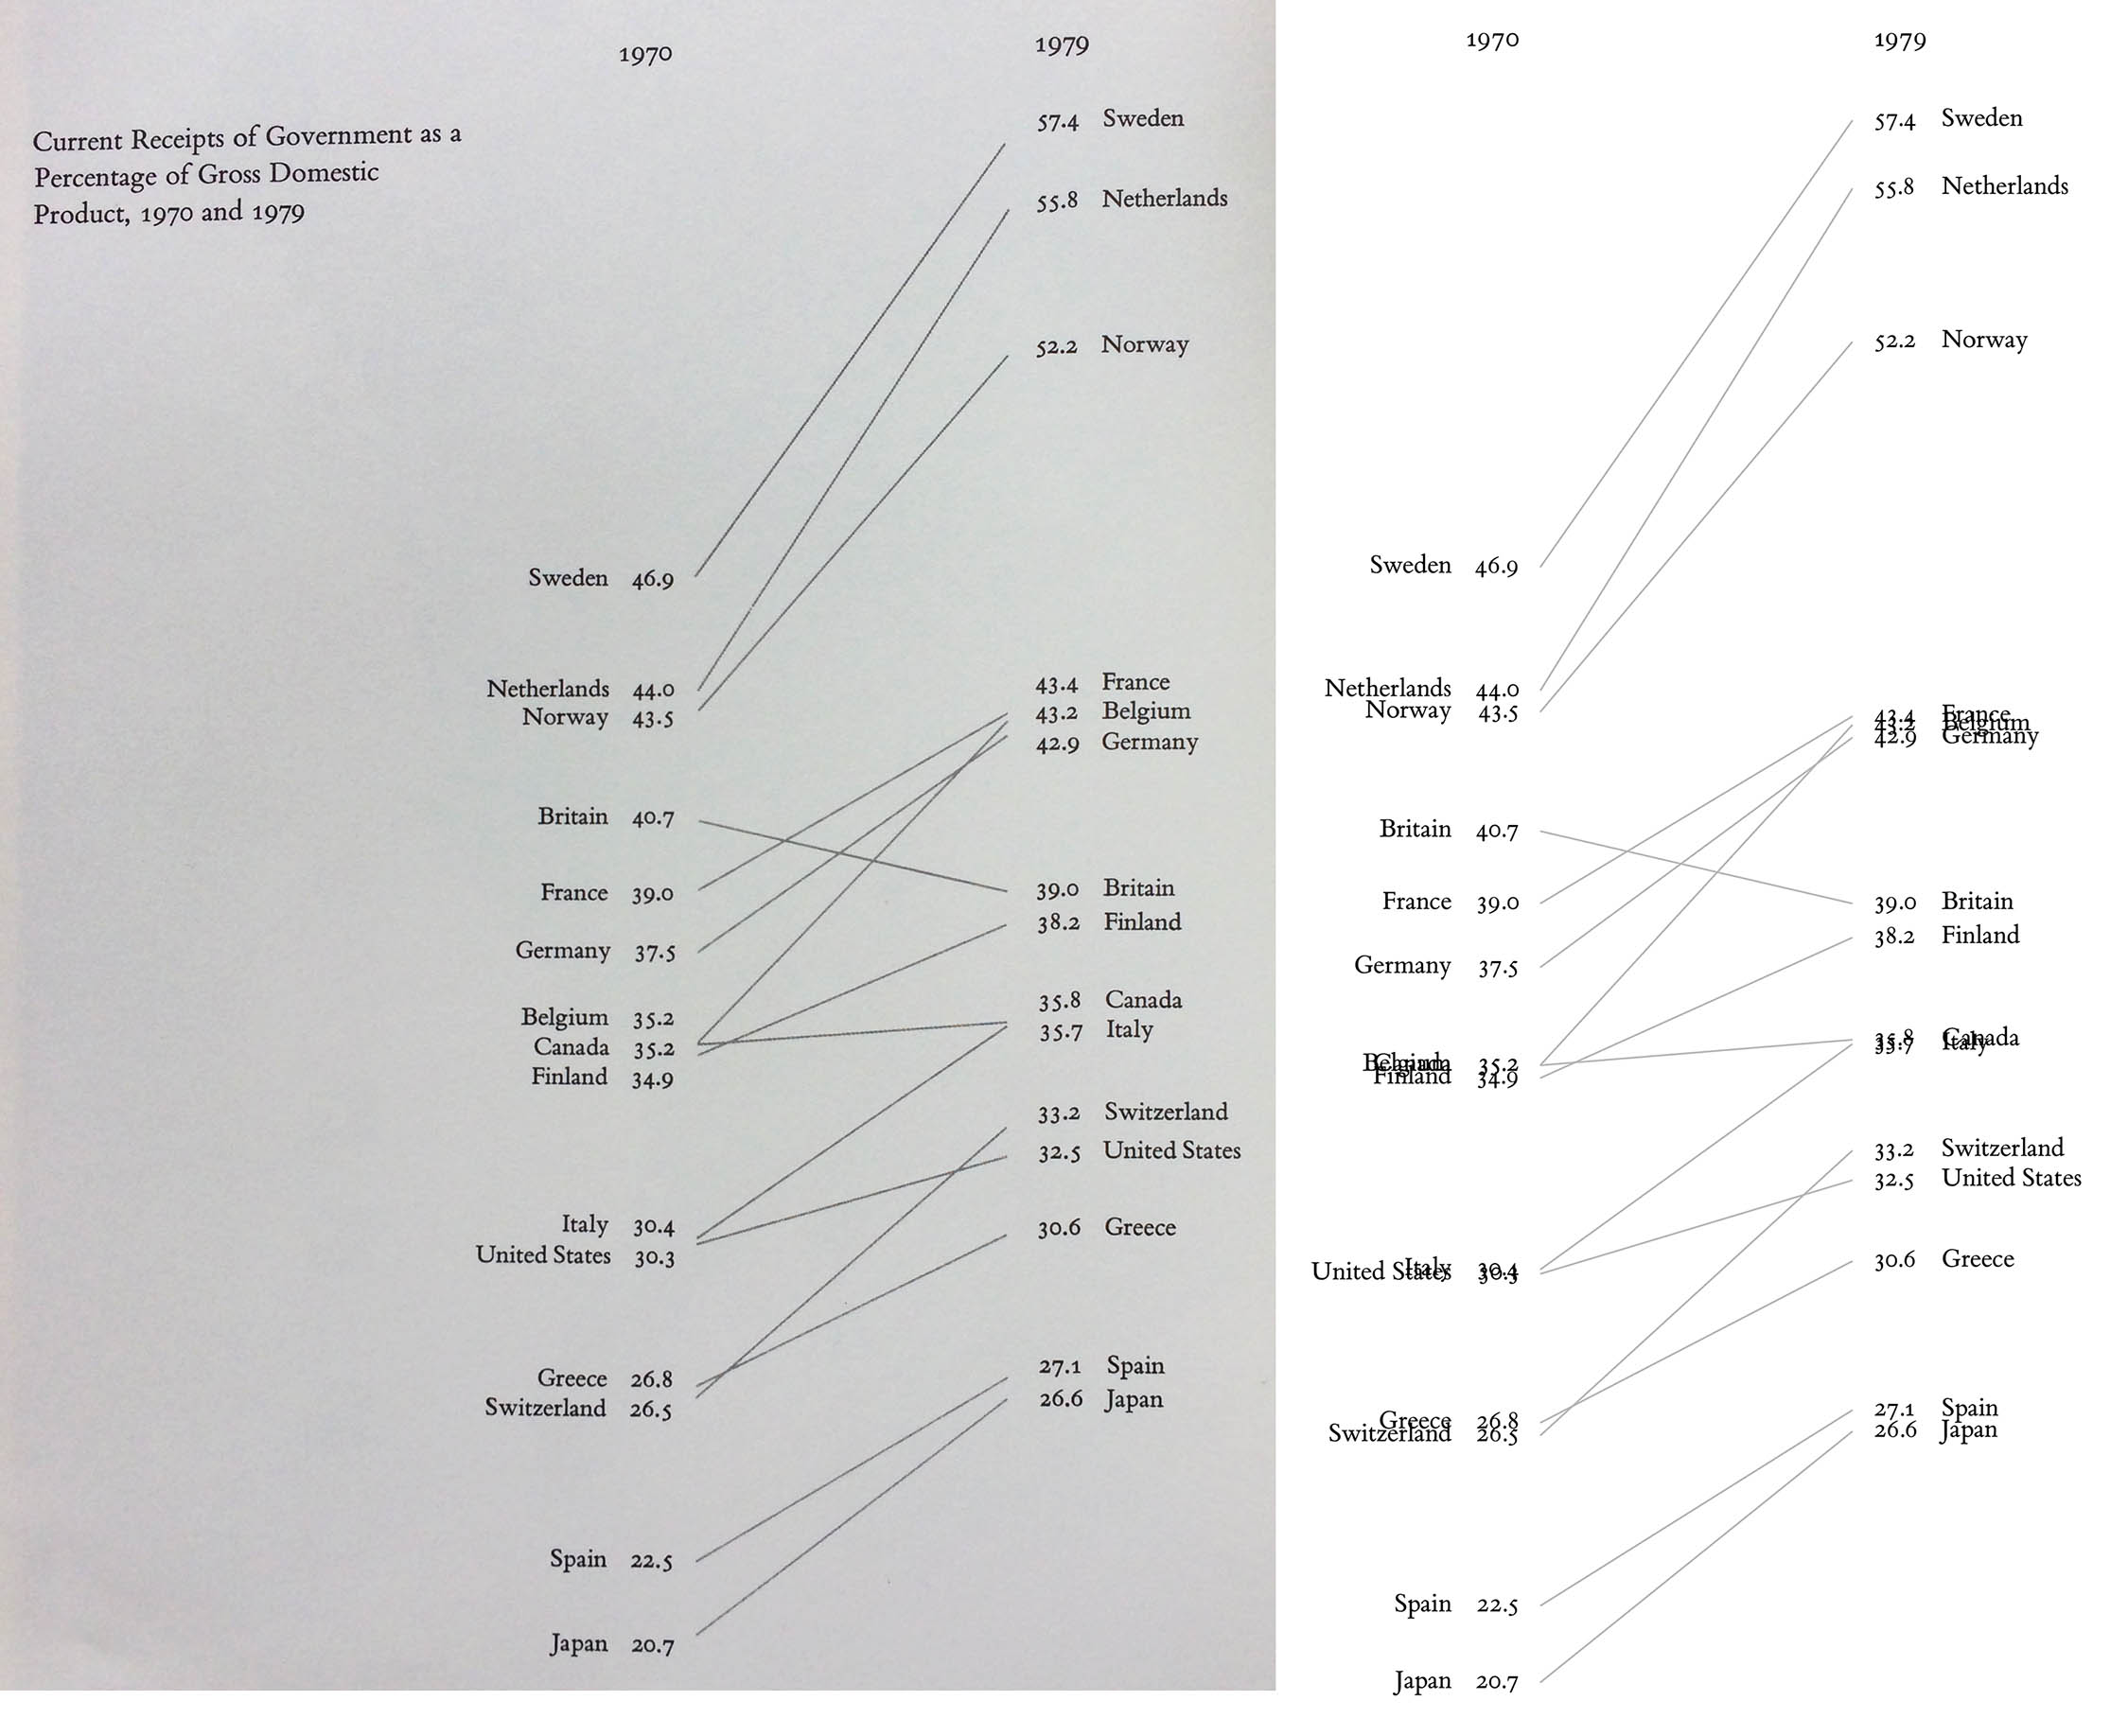 1970
1979
Current Receipts of Government as a
Percentage of Gross Domestic
Product, 1970 and 1979
57.4 Sweden
55.8 Netherlands
52.2 Norway
Sweden 46.9
Netherlands 44.0
43.4 France
Norway 43.5
43.2 Belgium
42.9 Germany
Britain 40.7
France 39.0
39.0 Britain
38.2 Finland
Germany 37.5
35.8 Canada
Belgium 35.2
35.7 Italy
Canada 35.2
Finland 34.9
33.2 Switzerland
32.5 United States
Italy 30.4
30.6 Greece
United States 30.3
27.1 Spain
Greece 26.8
26.6 Japan
Switzerland 26.5
Spain 22.5
Japan 20.7
1970
1979
57.4 Sweden
55.8 Netherlands
52.2 Norway
Sweden 46.9
Netherlands 44.0
Norway 43.5
43.4 France
Belgium
42.9 Germany
Britain 40.7
France 39.0
39.0 Britain
38.2 Finland
Germany 37.5
Canada
35.7 Italy
35.2
Finland 34.9
33.2 Switzerland
32.5 United States
30.6 Greece
Italy 30.4
United States
27.1 Spain
Greece 26.8
26.6 Japan
Switzerland 26.5
Spain 22.5
Japan 20.7